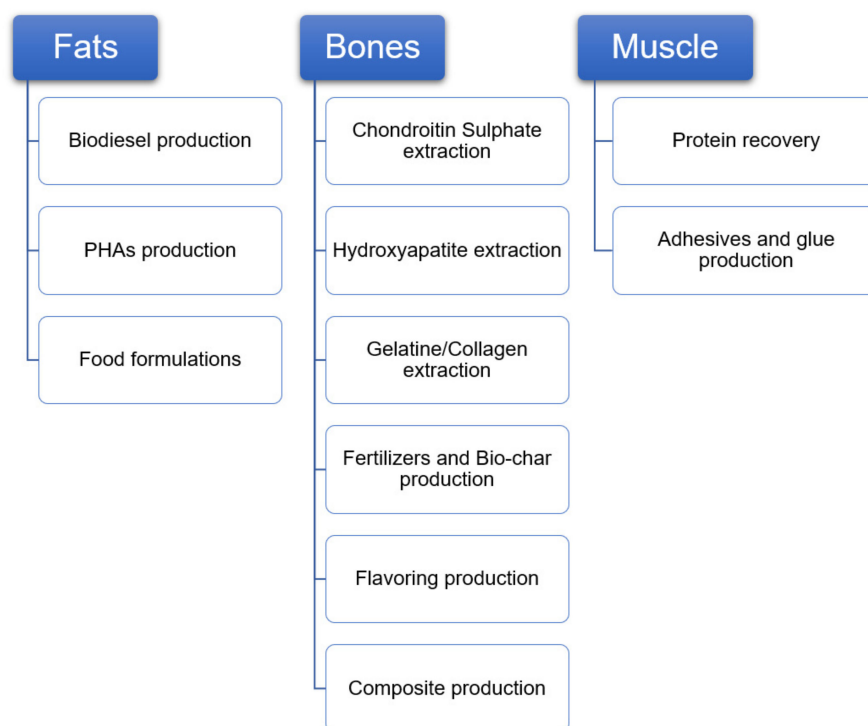 Fats
Biodiesel production
PHAs production
Food formulations
Bones
Chondroitin Sulphate
extraction
Hydroxyapatite extraction
Gelatine/Collagen
extraction
Fertilizers and Bio-char
production
Flavoring production
Composite production
Muscle
Protein recovery
Adhesives and glue
production